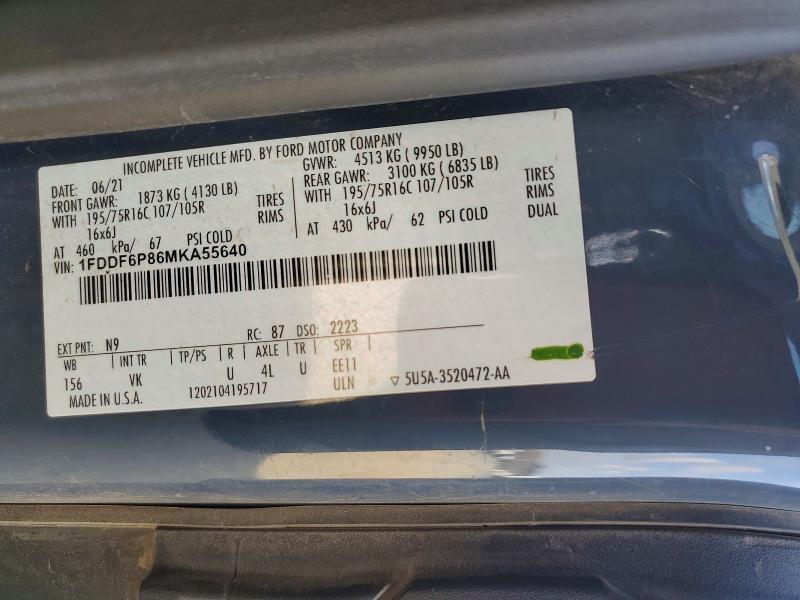 INCOMPLETE VEHICLE MFD. BY FORD MOTOR COMPANY
DATE: 06/21 GVWR: 4513 KG ( 9950 LB)
FRONT GAWR: 1873 KG ( 4130 LB) REAR GAWR: 3100 KG ( 6835 LB)
WITH 195/75R16C 107/105R TIRES WITH 195/75R16C 107/105R TIRES
16x6J RIMS 16x6J RIMS
AT 460 kPa/ 67 PSI COLD AT 430 kPa/ 62 PSI COLD DUAL
VIN: 1FDDF6P86MKA55640
EXT PNT: N9 RC: 87 DSO: 2223
WB INT TR TP/PS R AXLE TR SPR
156 VK U 4L U EE11
MADE IN U.S.A. 1202104195717 ULN ▽ 5U5A-3520472-AA